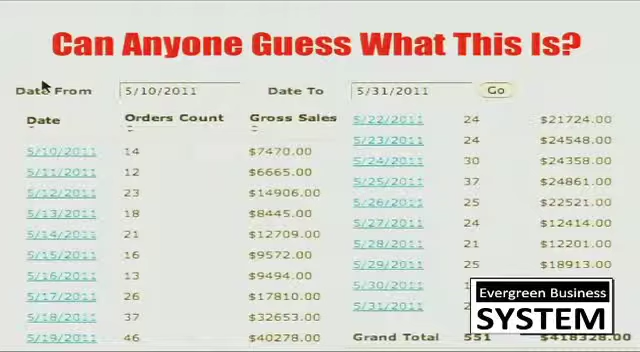 Can Anyone Guess What This Is?
Date From 5/10/2011 Date To 5/31/2011 Go
Date Orders Count Gross Sales
5/10/2011 14 $7470.00
5/11/2011 12 $6665.00
5/12/2011 23 $14906.00
5/13/2011 18 $8445.00
5/14/2011 21 $12709.00
5/15/2011 16 $9572.00
5/16/2011 13 $9494.00
5/17/2011 26 $17810.00
5/18/2011 37 $32653.00
5/19/2011 46 $40278.00
5/22/2011 24 $21724.00
5/23/2011 24 $24548.00
5/24/2011 30 $24358.00
5/25/2011 37 $24861.00
5/26/2011 25 $22521.00
5/27/2011 24 $12414.00
5/28/2011 21 $12201.00
5/29/2011 25 $18913.00
5/30/2011
5/31/2011
Grand Total 551 $418328.00
Evergreen Business
SYSTEM